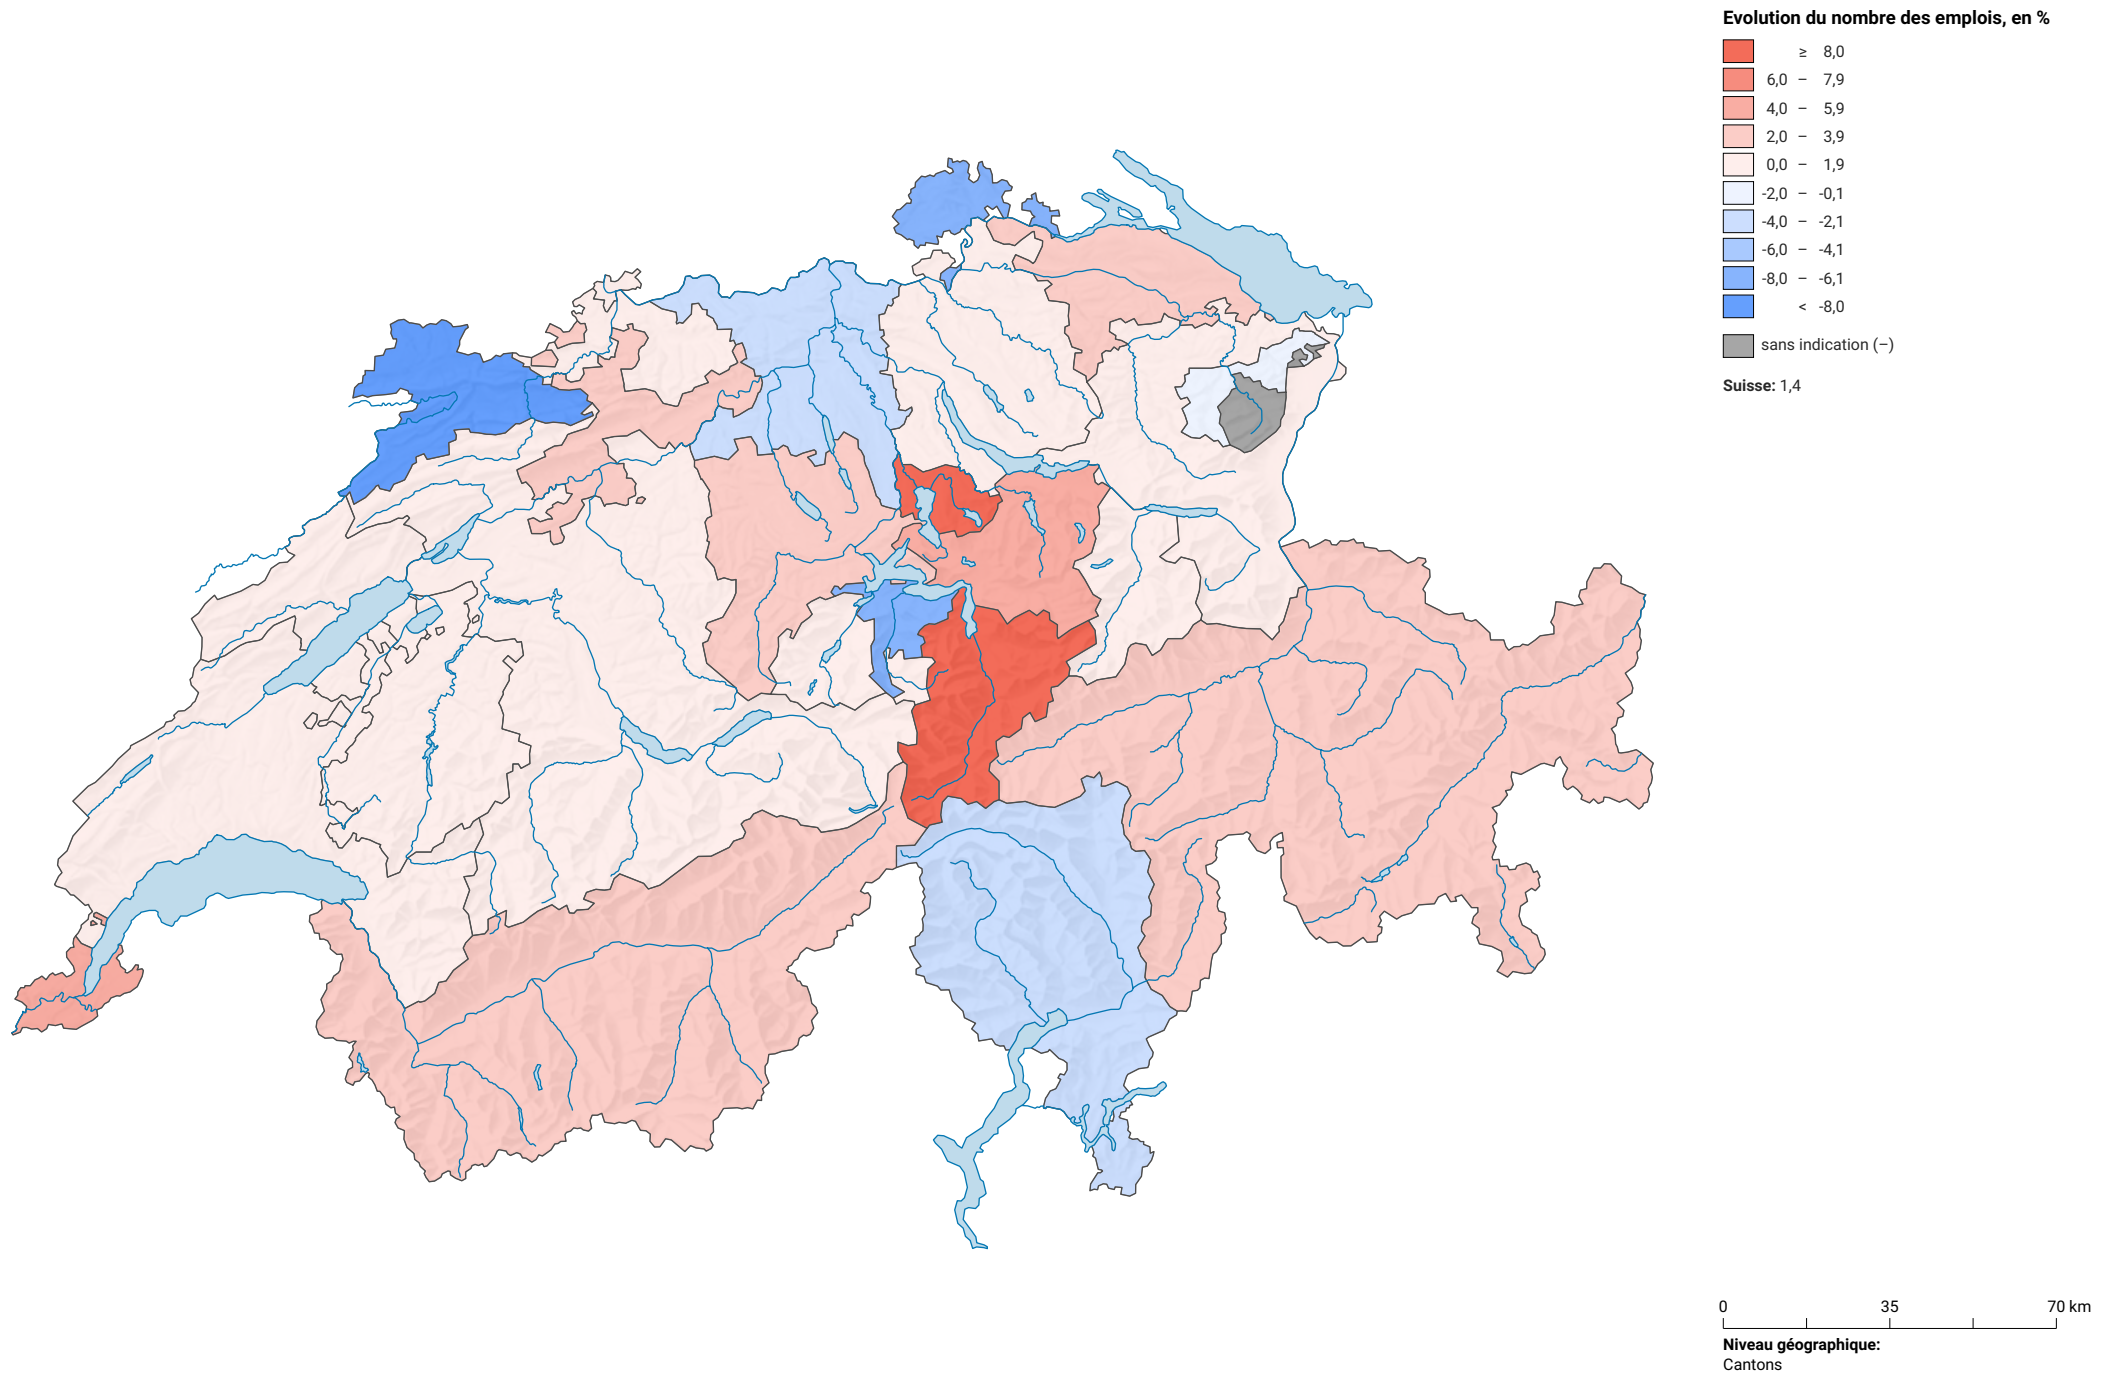 Evolution du nombre des emplois, en %
≥ 8,0
6,0 – 7,9
4,0 – 5,9
2,0 – 3,9
0,0 – 1,9
-2,0 – -0,1
-4,0 – -2,1
-6,0 – -4,1
-8,0 – -6,1
< -8,0
sans indication (–)
Suisse: 1,4
0 35 70 km
Niveau géographique:
Cantons